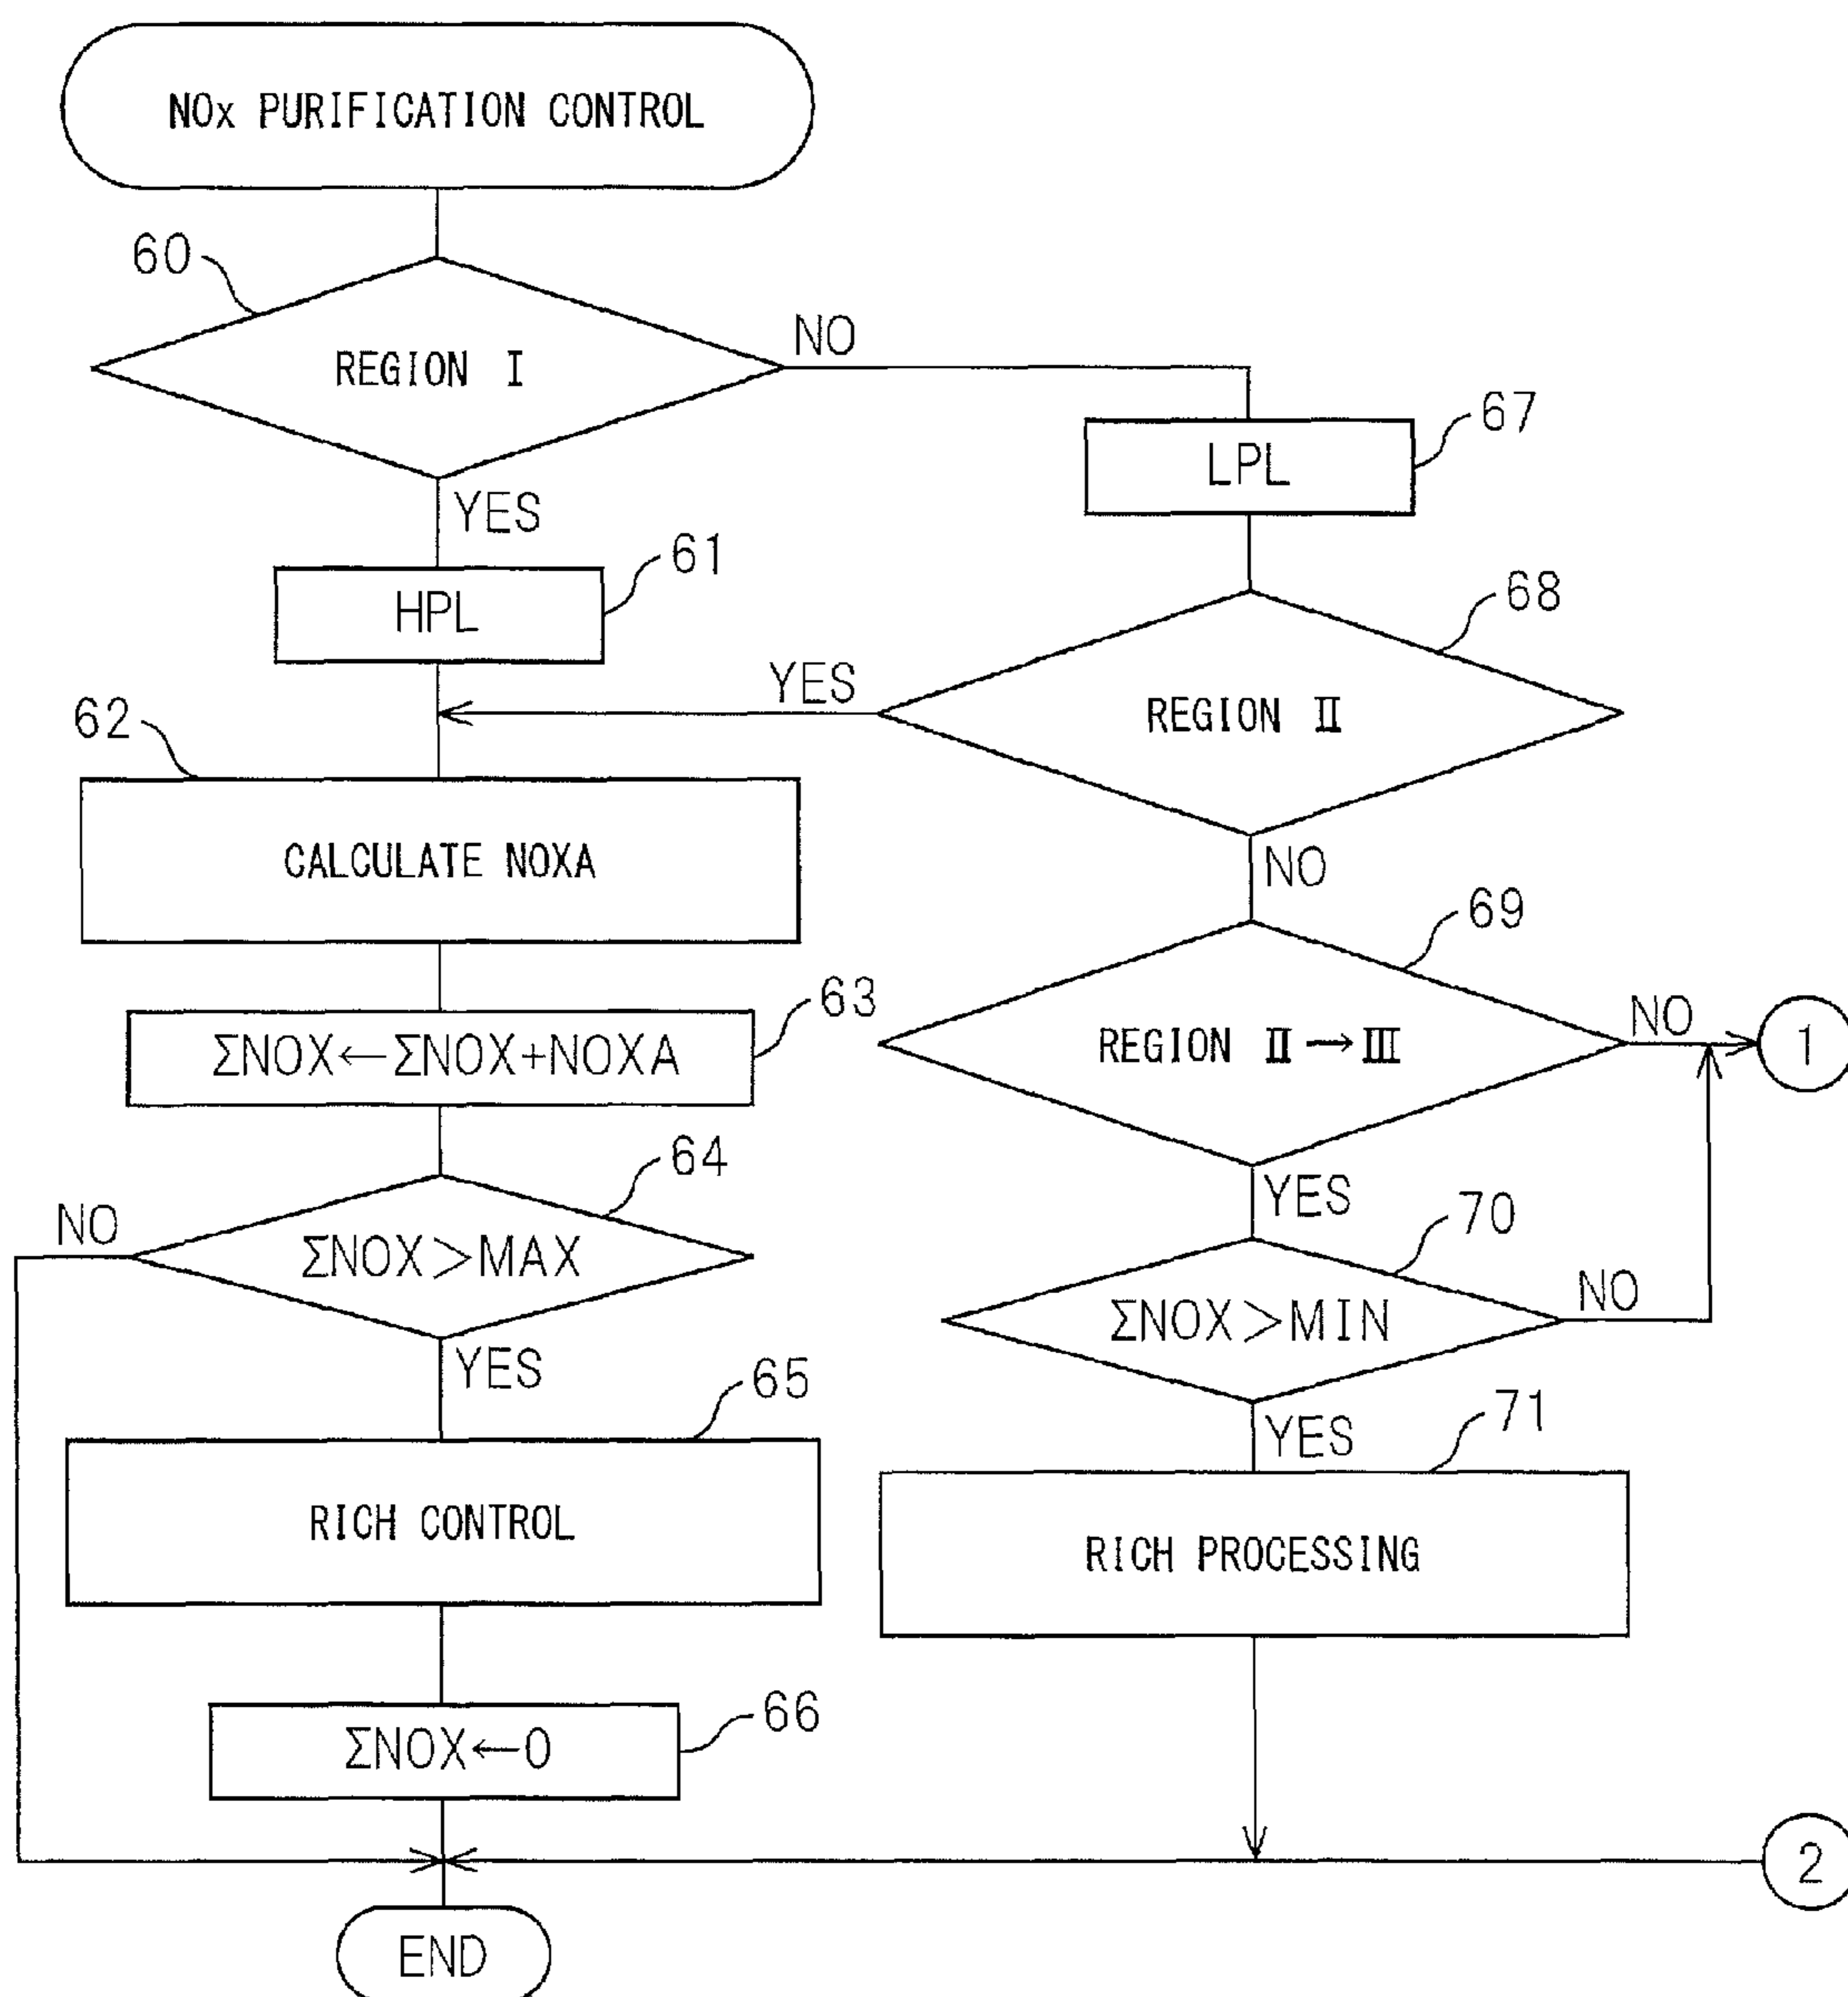 NOx PURIFICATION CONTROL
60
REGION I
NO
YES
67
LPL
61
HPL
68
REGION Ⅱ
YES
NO
62
CALCULATE NOXA
69
REGION Ⅱ→Ⅲ
NO
1
YES
63
ΣNOX←ΣNOX+NOXA
64
ΣNOX>MAX
NO
YES
70
ΣNOX>MIN
NO
YES
65
RICH CONTROL
71
RICH PROCESSING
66
ΣNOX←0
2
END